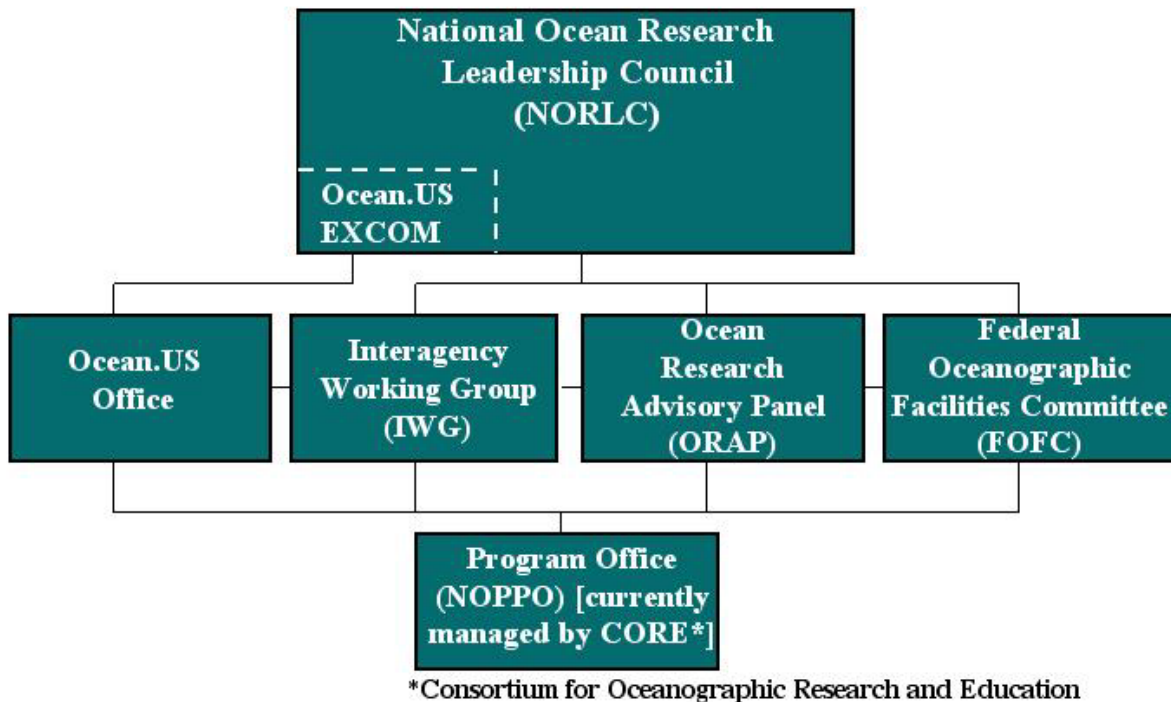 National Ocean Research
Leadership Council
(NORLC)
Ocean.US
EXCOM
Ocean.US
Office
Interagency
Working Group
(IWG)
Ocean
Research
Advisory Panel
(ORAP)
Federal
Oceanographic
Facilities Committee
(FOFC)
Program Office
(NOPPO) [currently
managed by CORE*]
*Consortium for Oceanographic Research and Education